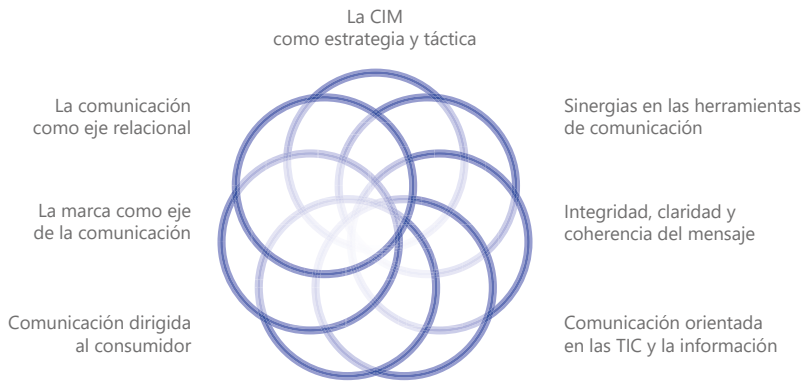 La CIM
como estrategia y táctica
La comunicación
como eje relacional
Sinergias en las herramientas
de comunicación
La marca como eje
de la comunicación
Integridad, claridad y
coherencia del mensaje
Comunicación dirigida
al consumidor
Comunicación orientada
en las TIC y la información